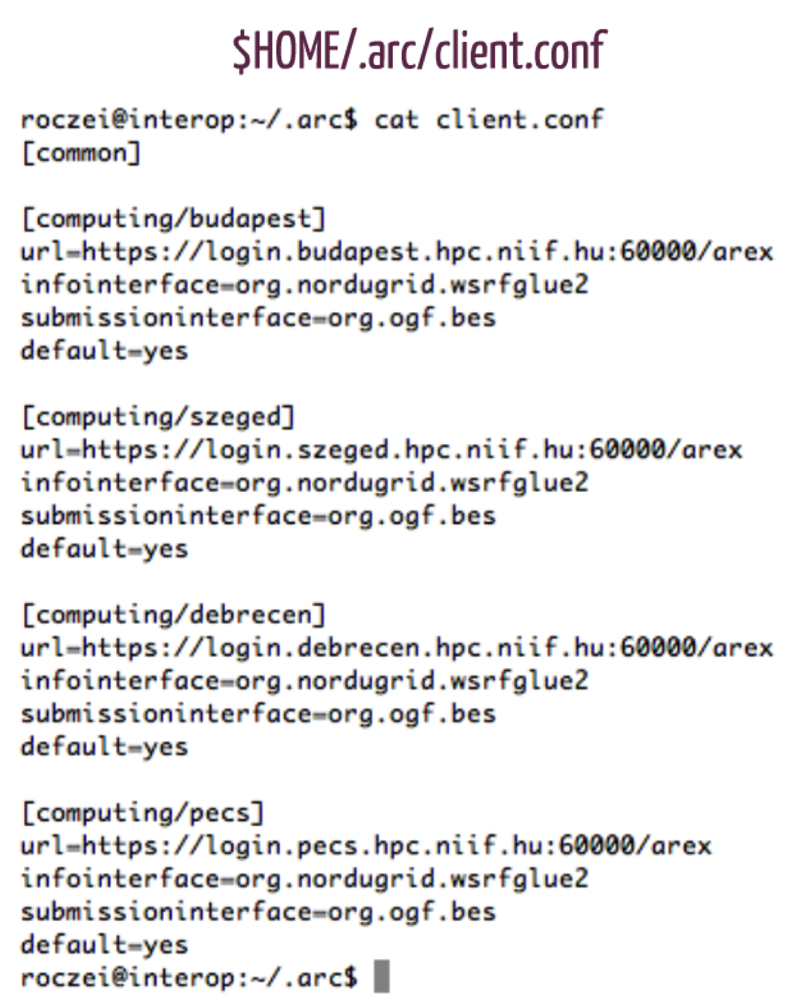 $HOME/.arc/client.conf
roczei@interop:~/.arc$ cat client.conf
[common]
[computing/budapest]
url=https://login.budapest.hpc.niif.hu:60000/arex
infointerface=org.nordugrid.wsrfglue2
submissioninterface=org.ogf.bes
default=yes
[computing/szeged]
url=https://login.szeged.hpc.niif.hu:60000/arex
infointerface=org.nordugrid.wsrfglue2
submissioninterface=org.ogf.bes
default=yes
[computing/debrecen]
url=https://login.debrecen.hpc.niif.hu:60000/arex
infointerface=org.nordugrid.wsrfglue2
submissioninterface=org.ogf.bes
default=yes
[computing/pecs]
url=https://login.pecs.hpc.niif.hu:60000/arex
infointerface=org.nordugrid.wsrfglue2
submissioninterface=org.ogf.bes
default=yes
roczei@interop:~/.arc$